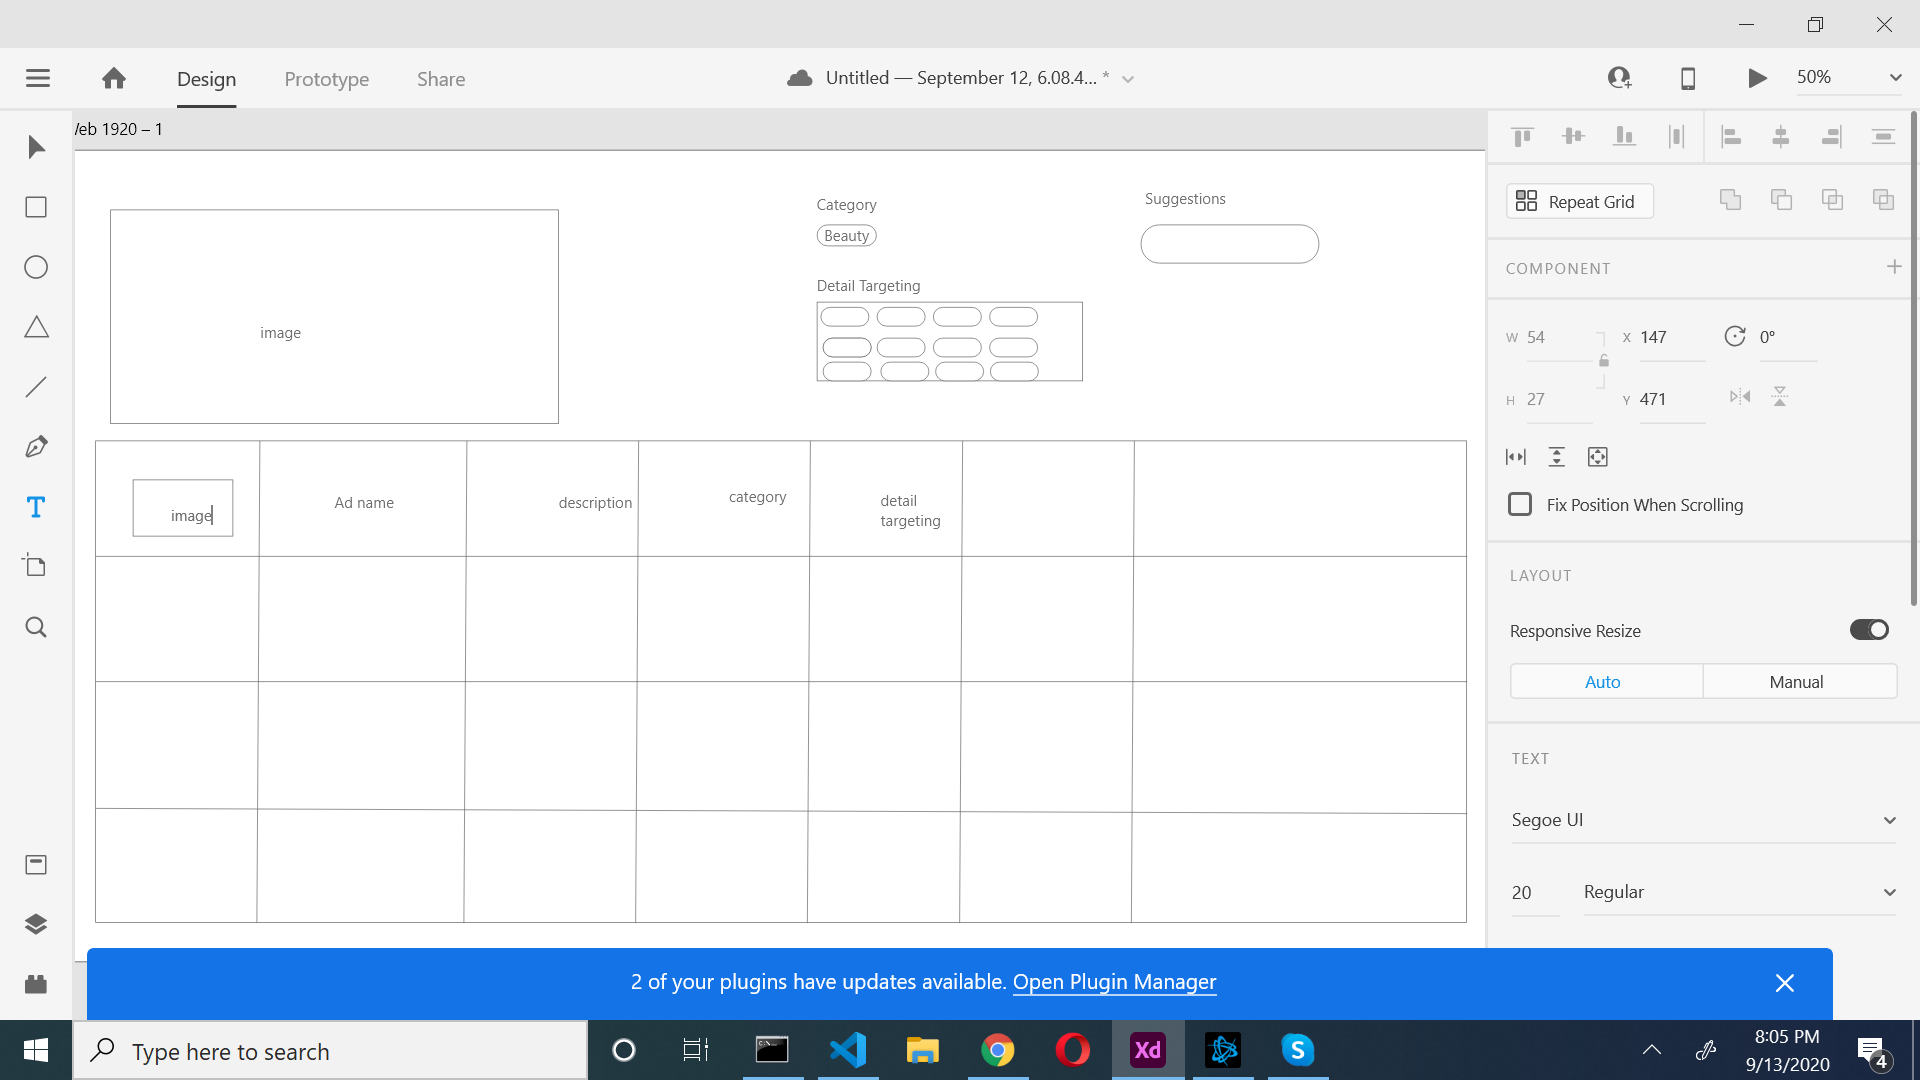 Design
Prototype
Share
Untitled — September 12, 6.08.4... *
50%
Web 1920 – 1
Repeat Grid
COMPONENT
W 54
X 147
0°
H 27
Y 471
Fix Position When Scrolling
LAYOUT
Responsive Resize
Auto
Manual
TEXT
Segoe UI
20
Regular
Category
Beauty
Suggestions
Detail Targeting
image
image
Ad name
description
category
detail
targeting
2 of your plugins have updates available. Open Plugin Manager
Type here to search
C:\_
Xd
S
8:05 PM
9/13/2020
4